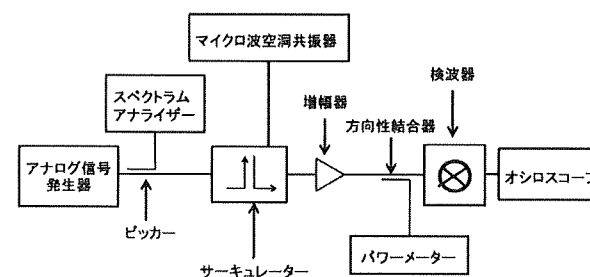 マイクロ波空洞共振器
スペクトラム
アナライザー
増幅器
検波器
方向性結合器
アナログ信号
発生器
オシロスコープ
ピッカー
サーキュレーター
パワーメーター